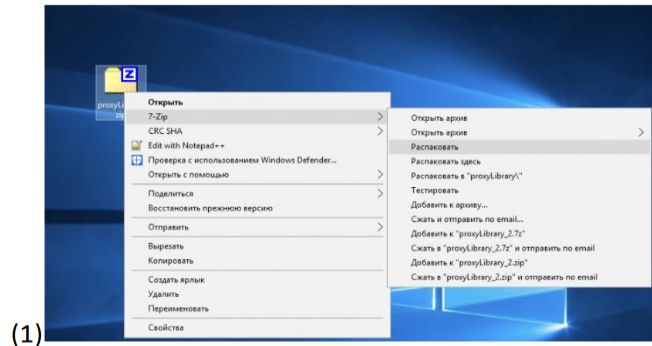 Z
proxyLi
zip
Открыть
7-Zip
CRC SHA
Edit with Notepad++
Проверка с использованием Windows Defender...
Открыть с помощью
Поделиться
Восстановить прежнюю версию
Отправить
Вырезать
Копировать
Создать ярлык
Удалить
Переименовать
Свойства
Открыть архив
Открыть архив
Распаковать
Распаковать здесь
Распаковать в "proxyLibrary\"
Тестировать
Добавить к архиву...
Сжать и отправить по email...
Добавить к "proxyLibrary_2.7z"
Сжать в "proxyLibrary_2.7z" и отправить по email
Добавить к "proxyLibrary_2.zip"
Сжать в "proxyLibrary_2.zip" и отправить по email
(1)